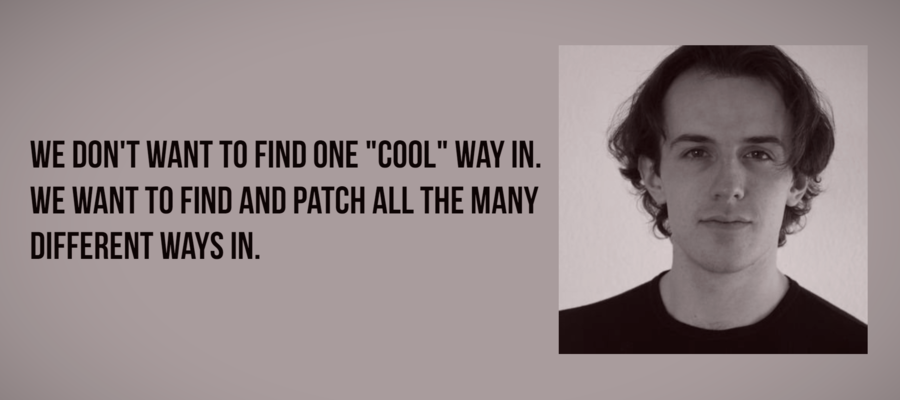 WE DON'T WANT TO FIND ONE "COOL" WAY IN.
WE WANT TO FIND AND PATCH ALL THE MANY
DIFFERENT WAYS IN.